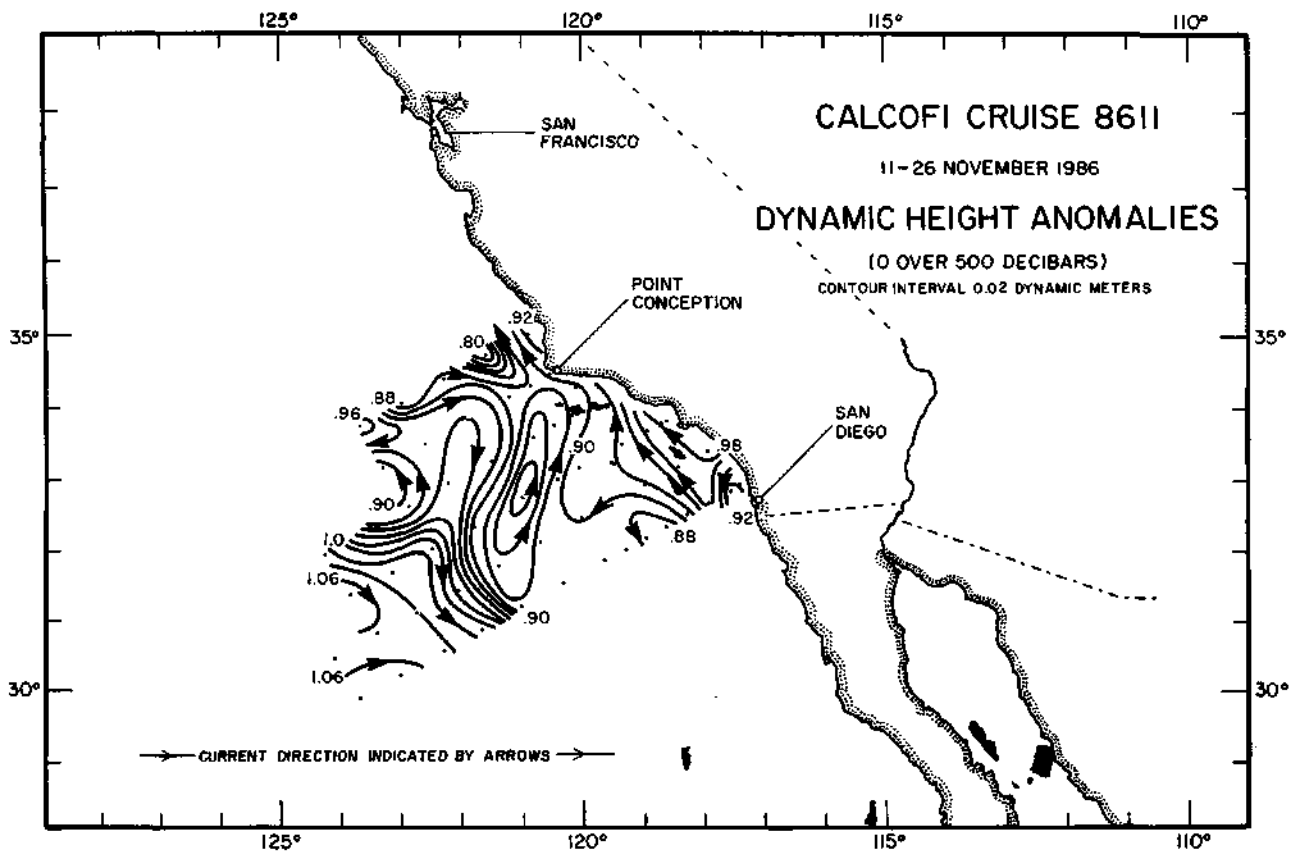 125° 120° 115° 110°
CALCOFI CRUISE 8611
11-26 NOVEMBER 1986
DYNAMIC HEIGHT ANOMALIES
(0 OVER 500 DECIBARS)
CONTOUR INTERVAL 0.02 DYNAMIC METERS
SAN
FRANCISCO
POINT
CONCEPTION
35° 35°
.92
.80
.88
.96
SAN
DIEGO
.90
.98
.90
.92
1.0
.88
1.06
.90
1.06
30° 30°
CURRENT DIRECTION INDICATED BY ARROWS
125° 120° 115° 110°